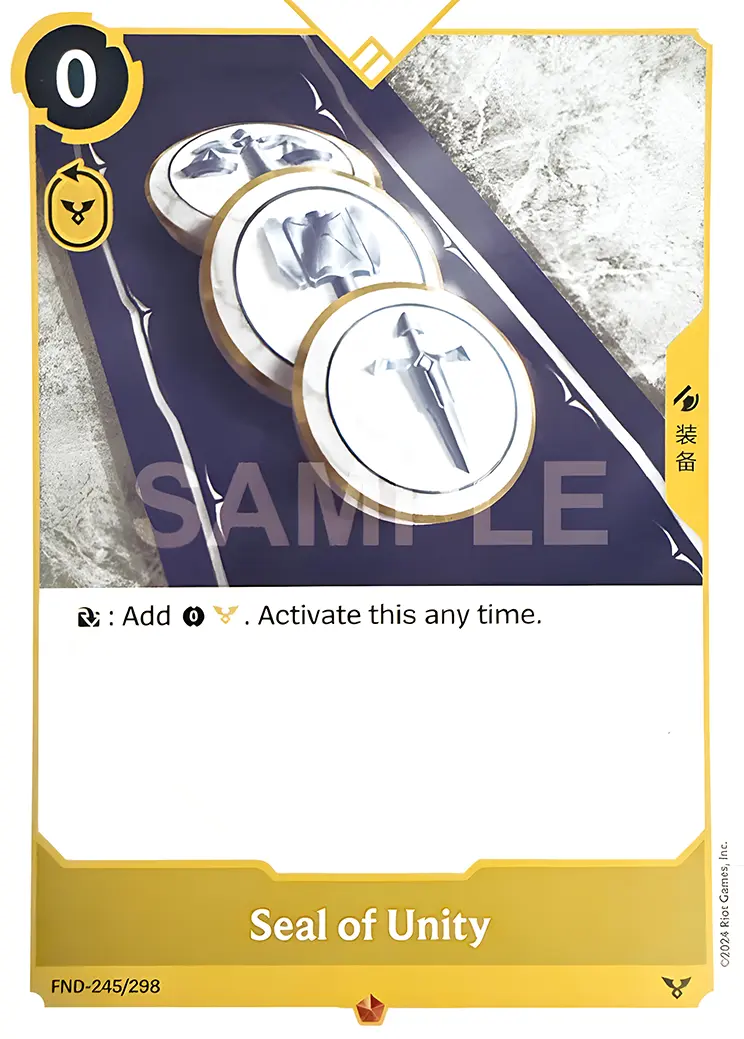 0
装备
SAMPLE
: Add 0 . Activate this any time.
Seal of Unity
FND-245/298
©2024 Riot Games, Inc.